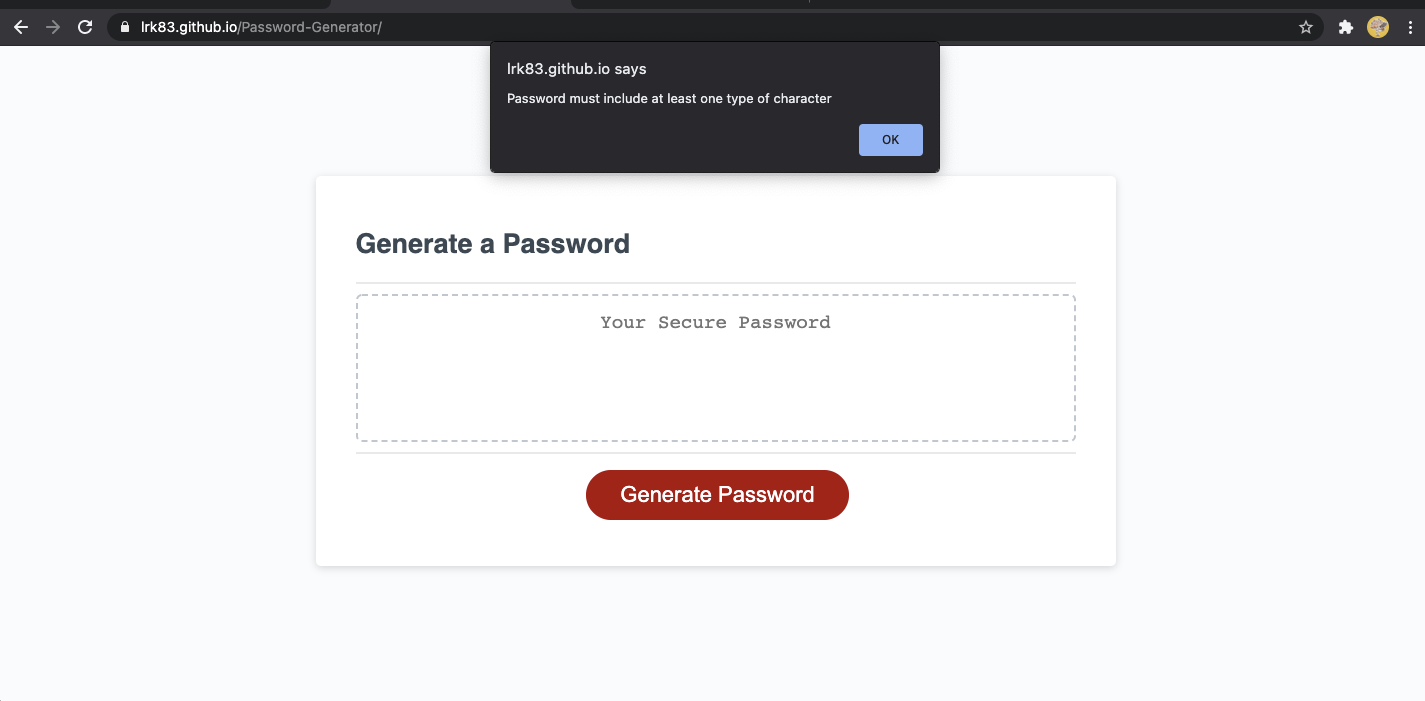 lrk83.github.io/Password-Generator/
lrk83.github.io says
Password must include at least one type of character
OK
Generate a Password
Your Secure Password
Generate Password